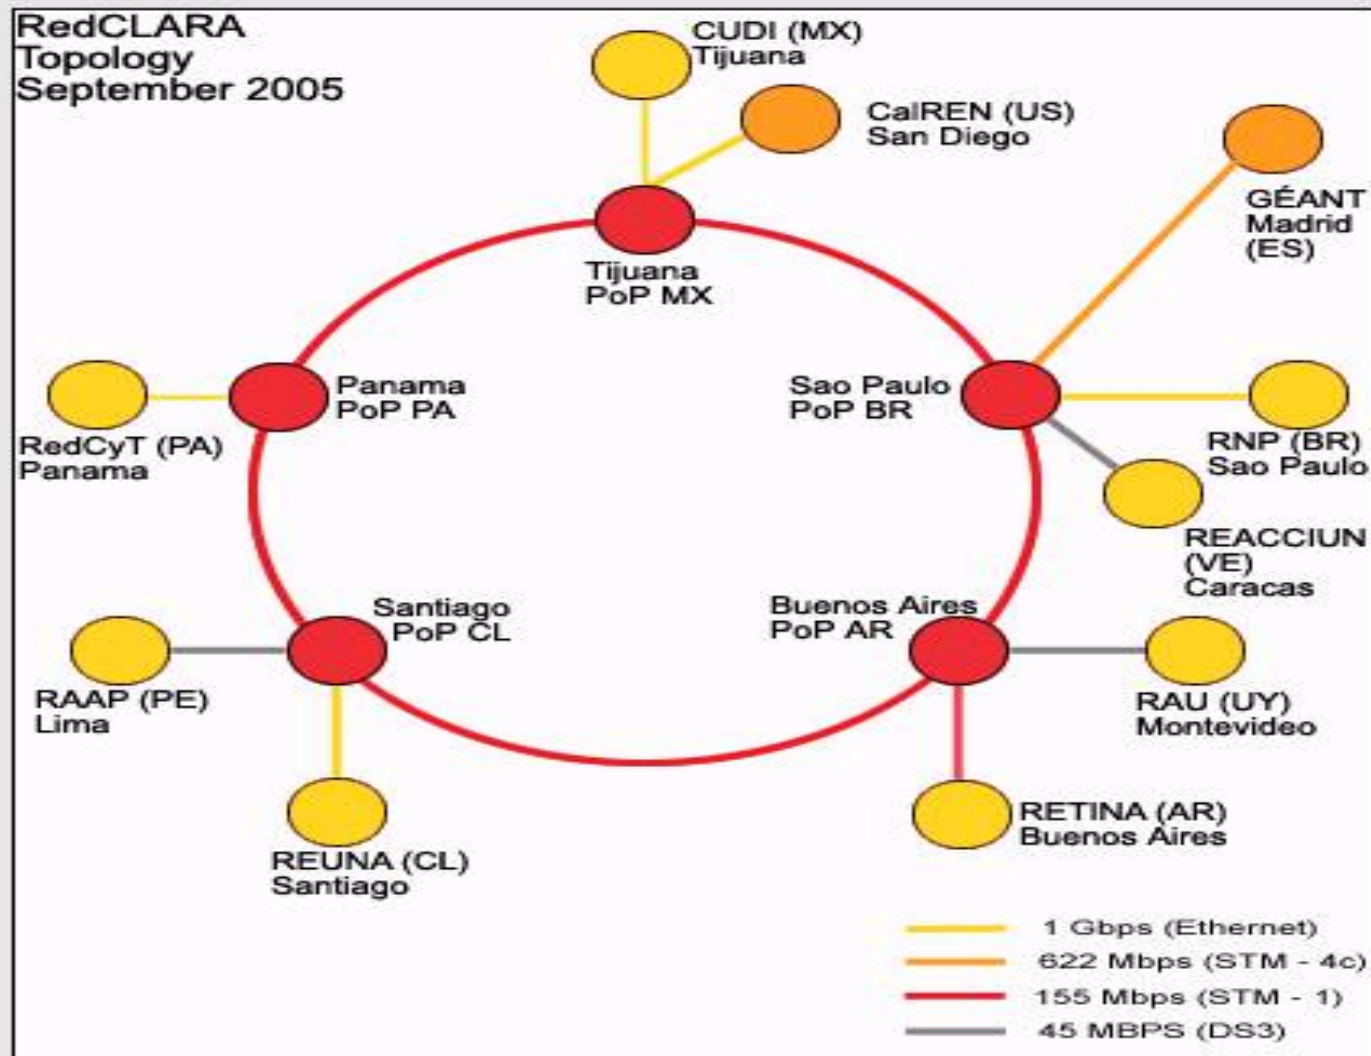 RedCLARA
Topology
September 2005
CUDI (MX)
Tijuana
CalREN (US)
San Diego
GÉANT
Madrid
(ES)
Tijuana
PoP MX
Panama
PoP PA
Sao Paulo
PoP BR
RedCyT (PA)
Panama
RNP (BR)
Sao Paulo
REACCIUN
(VE)
Caracas
Santiago
PoP CL
Buenos Aires
PoP AR
RAAP (PE)
Lima
RAU (UY)
Montevideo
REUNA (CL)
Santiago
RETINA (AR)
Buenos Aires
1 Gbps (Ethernet)
622 Mbps (STM - 4c)
155 Mbps (STM - 1)
45 MBPS (DS3)